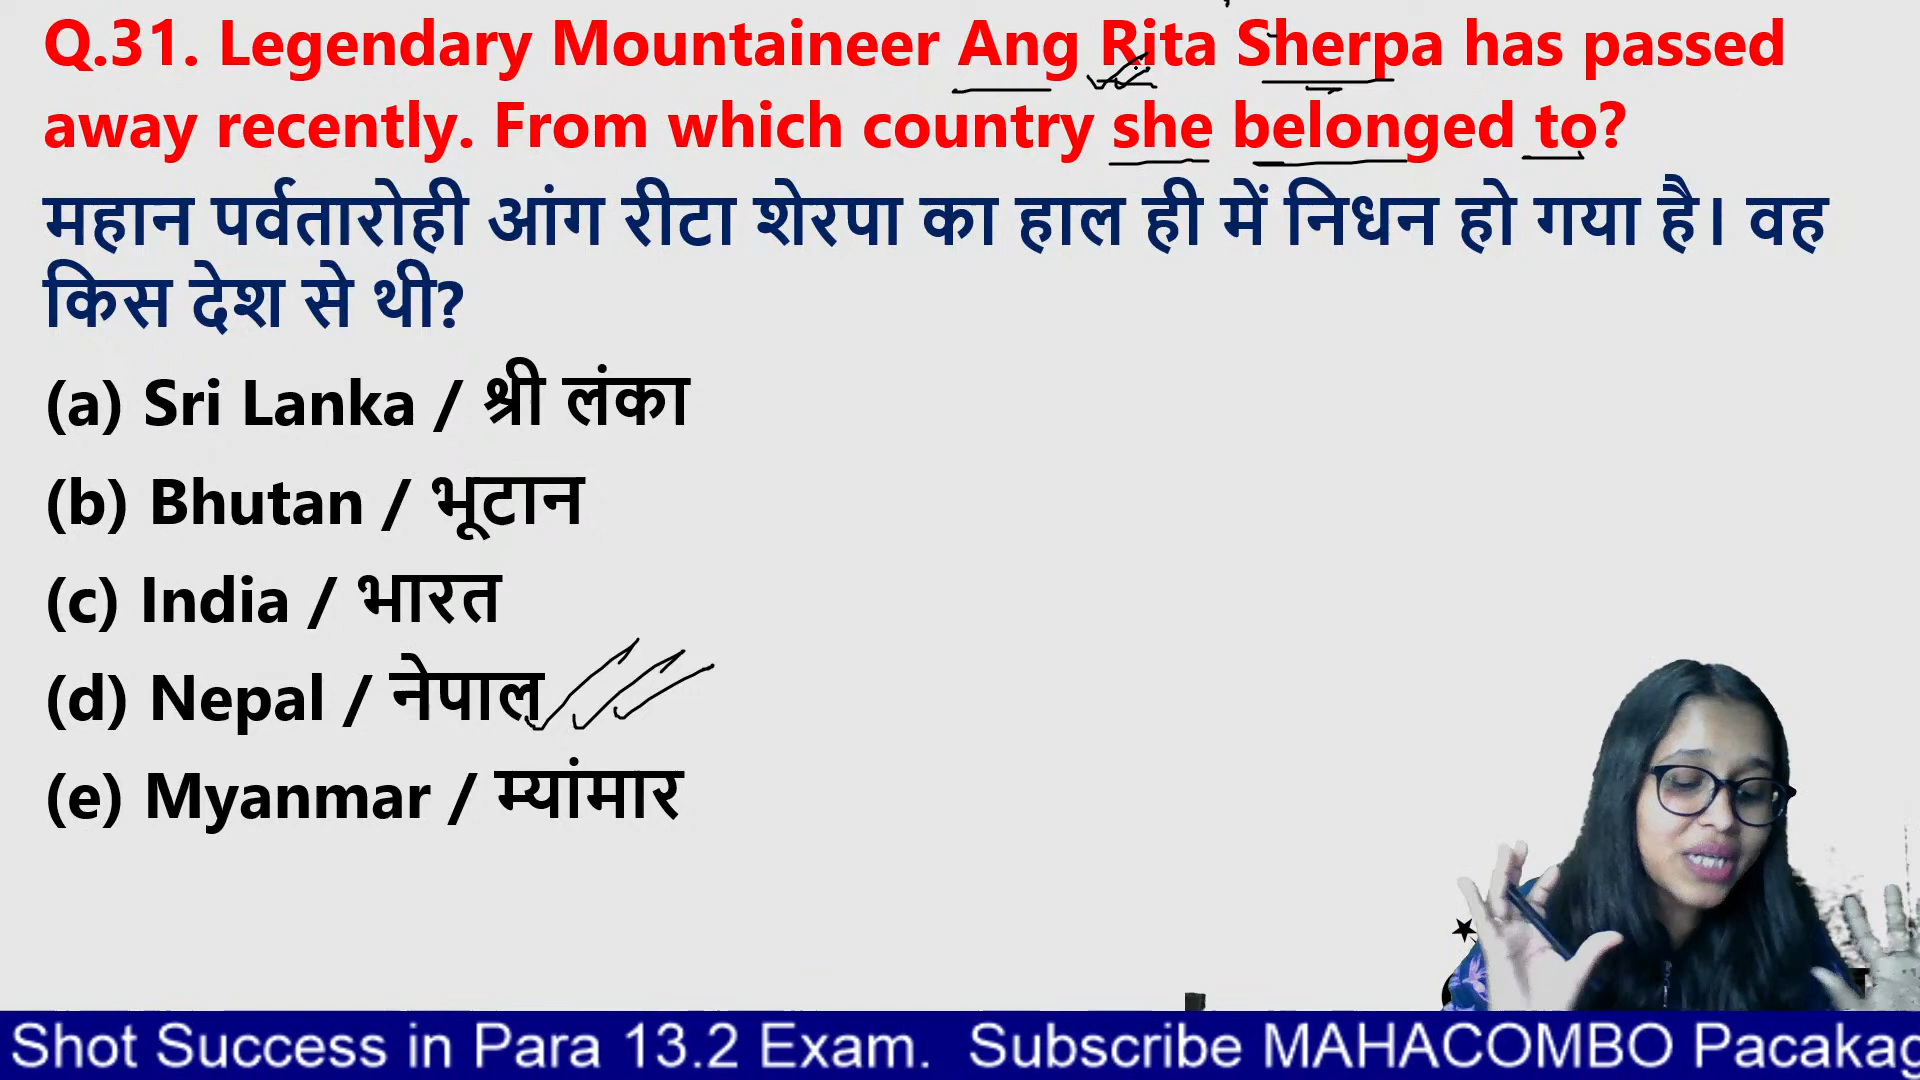 Q.31. Legendary Mountaineer Ang Rita Sherpa has passed
away recently. From which country she belonged to?
महान पर्वतारोही आंग रीटा शेरपा का हाल ही में निधन हो गया है। वह
किस देश से थी?
(a) Sri Lanka / श्री लंका
(b) Bhutan / भूटान
(c) India / भारत
(d) Nepal / नेपाल
(e) Myanmar / म्यांमार
Shot Success in Para 13.2 Exam. Subscribe MAHACOMBO Pacakag